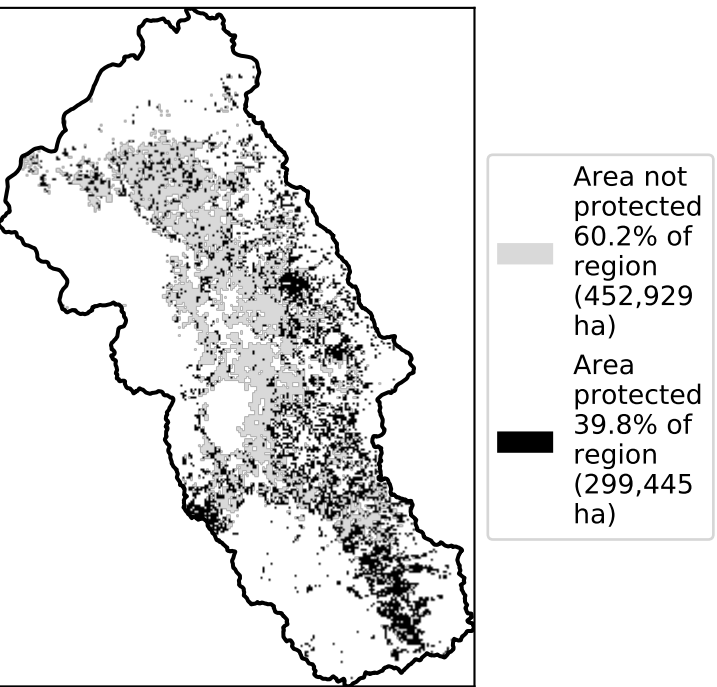 Area not
protected
60.2% of
region
(452,929
ha)
Area
protected
39.8% of
region
(299,445
ha)